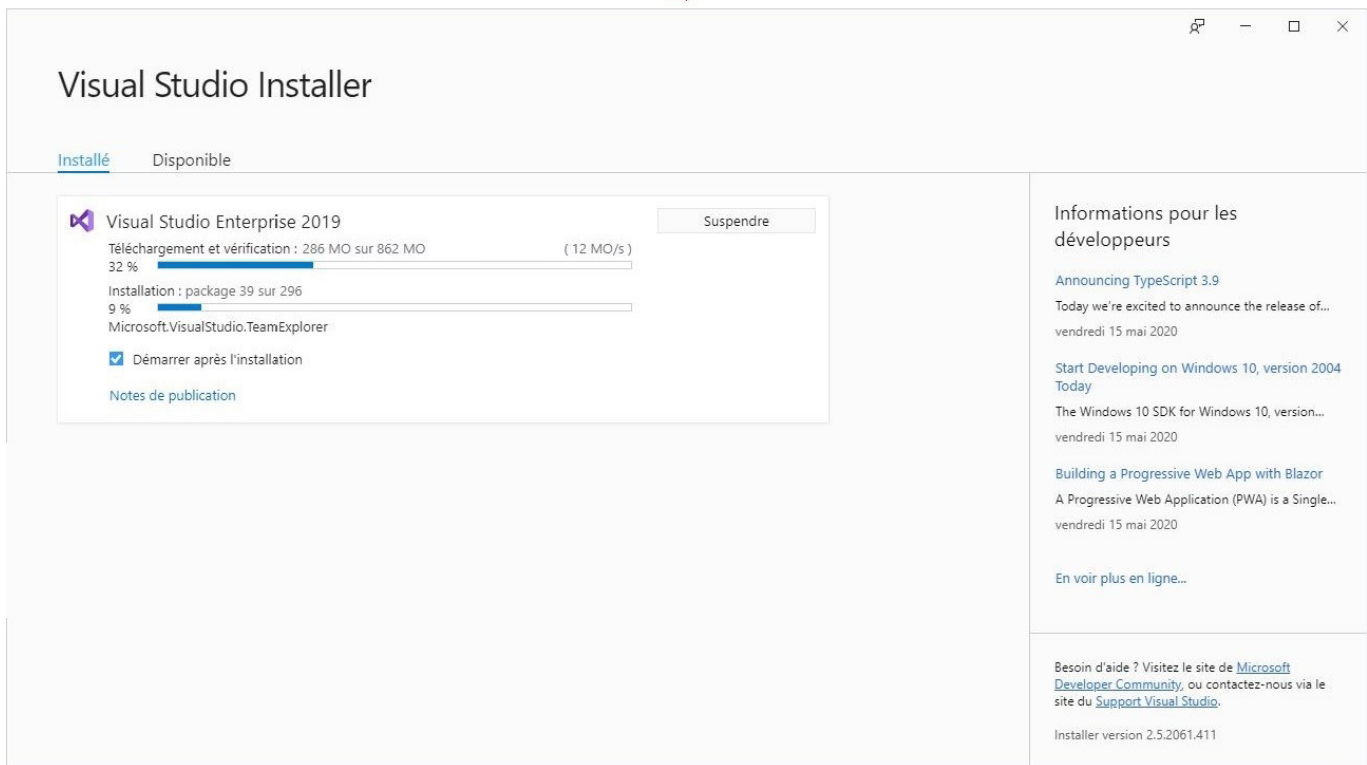 Visual Studio Installer
Installé
Disponible
Visual Studio Enterprise 2019
Suspendre
Téléchargement et vérification : 286 MO sur 862 MO
( 12 MO/s )
32 %
Installation : package 39 sur 296
9 %
Microsoft.VisualStudio.TeamExplorer
Démarrer après l'installation
Notes de publication
Informations pour les
développeurs
Announcing TypeScript 3.9
Today we're excited to announce the release of...
vendredi 15 mai 2020
Start Developing on Windows 10, version 2004
Today
The Windows 10 SDK for Windows 10, version...
vendredi 15 mai 2020
Building a Progressive Web App with Blazor
A Progressive Web Application (PWA) is a Single...
vendredi 15 mai 2020
En voir plus en ligne...
Besoin d'aide ? Visitez le site de Microsoft
Developer Community, ou contactez-nous via le
site du Support Visual Studio.
Installer version 2.5.2061.411